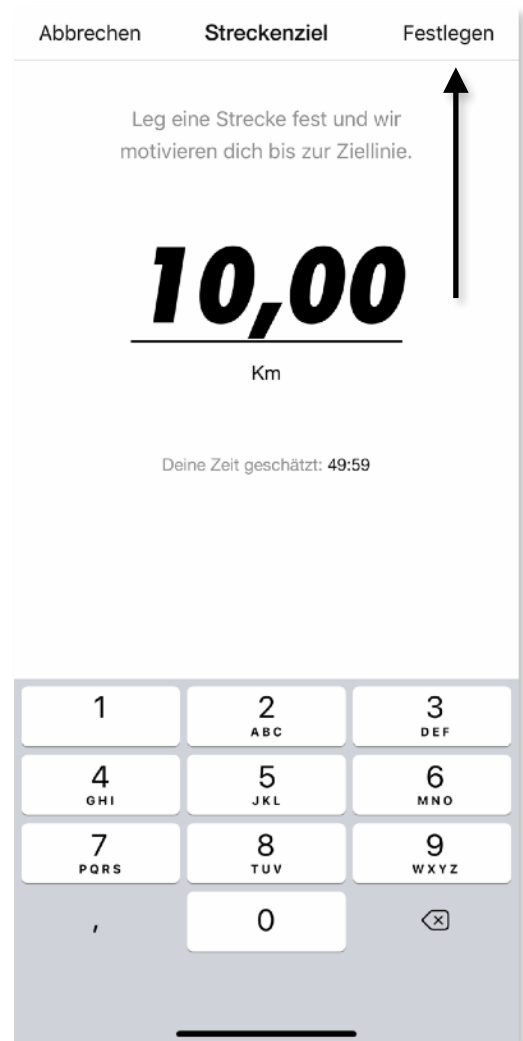 Abbrechen Streckenziel Festlegen
Leg eine Strecke fest und wir
motivieren dich bis zur Ziellinie.
10,00
Km
Deine Zeit geschätzt: 49:59
1 2 3
ABC DEF
4 5 6
GHI JKL MNO
7 8 9
PQRS TUV WXYZ
, 0